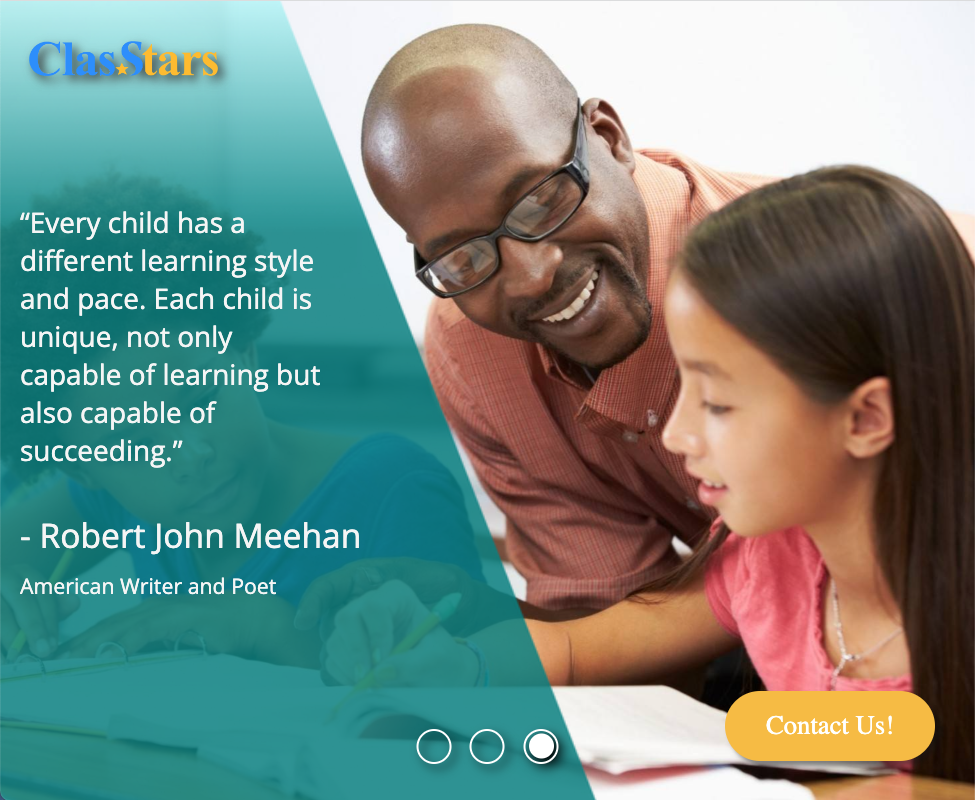 ClasStars
“Every child has a
different learning style
and pace. Each child is
unique, not only
capable of learning but
also capable of
succeeding.”
- Robert John Meehan
American Writer and Poet
Contact Us!